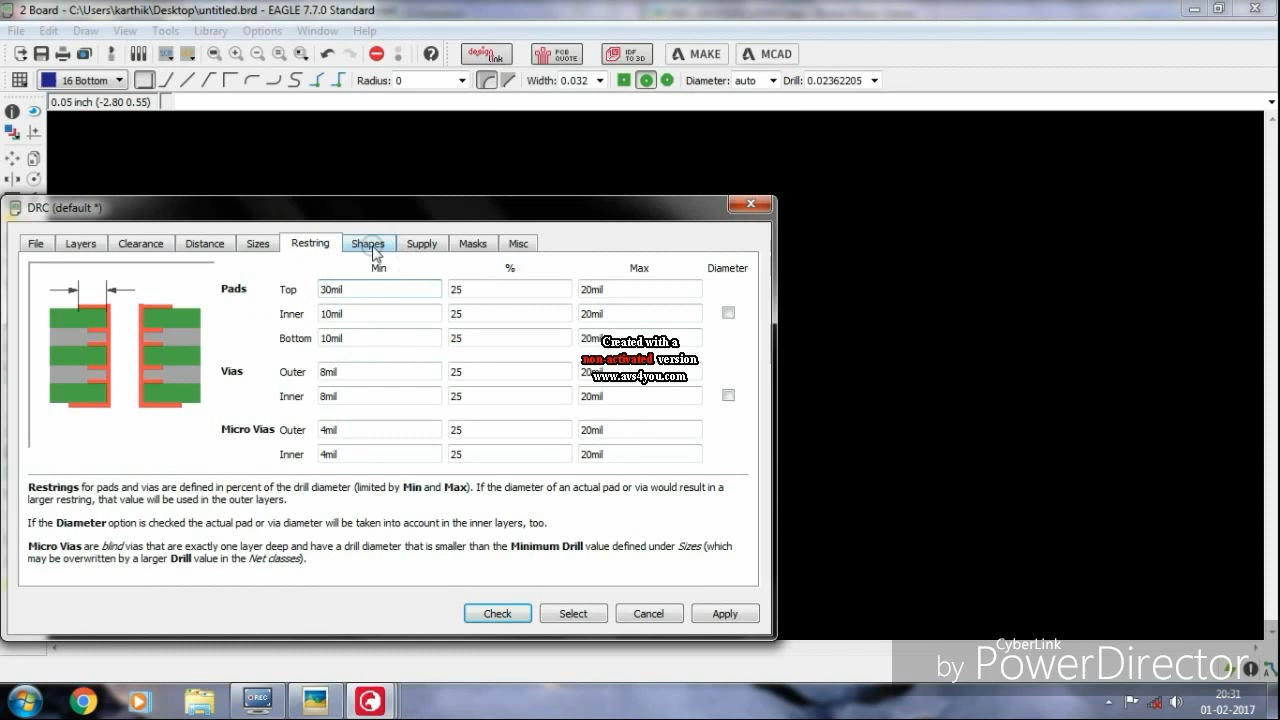 2 Board - C:\Users\karthik\Desktop\untitled.brd - EAGLE 7.7.0 Standard
File Edit Draw View Tools Library Options Window Help
design link PCB QUOTE IDF TO 3D MAKE MCAD
16 Bottom Radius: 0 Width: 0.032 Diameter: auto Drill: 0.02362205
0.05 inch (-2.80 0.55)
DRC (default *)
File Layers Clearance Distance Sizes Restring Shapes Supply Masks Misc
Min % Max Diameter
Pads Top 30mil 25 20mil
Inner 10mil 25 20mil
Bottom 10mil 25 20mil
Created with a
non-activated version
www.avs4you.com
Vias Outer 8mil 25 20mil
Inner 8mil 25 20mil
Micro Vias Outer 4mil 25 20mil
Inner 4mil 25 20mil
Restrings for pads and vias are defined in percent of the drill diameter (limited by Min and Max). If the diameter of an actual pad or via would result in a
larger restring, that value will be used in the outer layers.
If the Diameter option is checked the actual pad or via diameter will be taken into account in the inner layers, too.
Micro Vias are blind vias that are exactly one layer deep and have a drill diameter that is smaller than the Minimum Drill value defined under Sizes (which
may be overwritten by a larger Drill value in the Net classes).
Check Select Cancel Apply
CyberLink
by PowerDirector
REC
20:31
01-02-2017